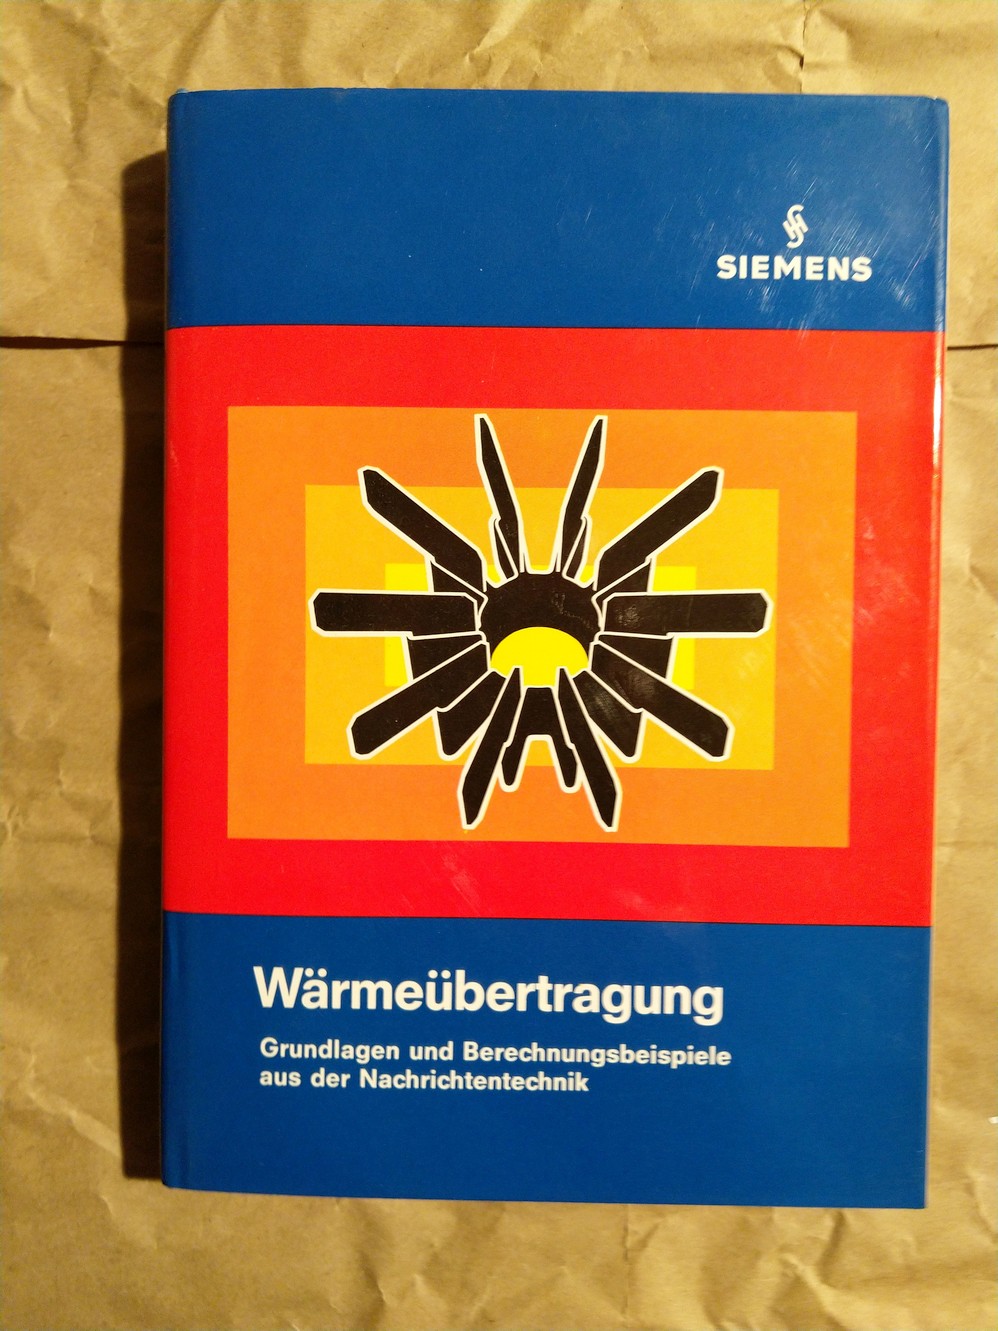 SIEMENS
Wärmeübertragung
Grundlagen und Berechnungsbeispiele
aus der Nachrichtentechnik